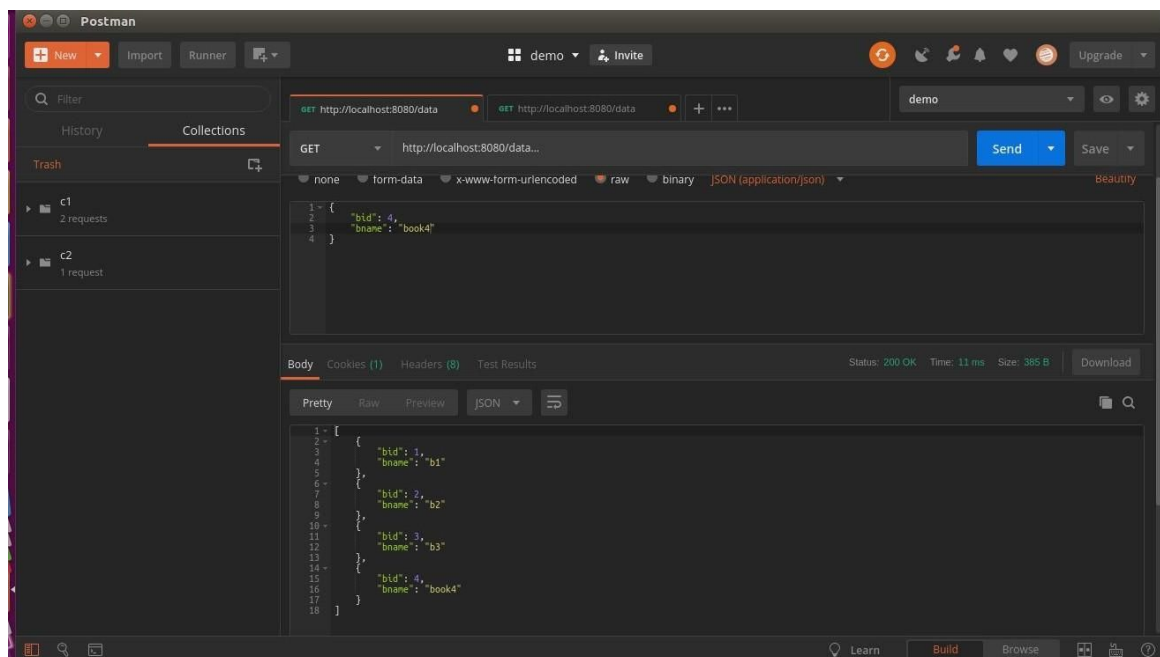 Postman
New Import Runner demo Invite Upgrade
Filter
History Collections
Trash
c1
2 requests
c2
1 request
GET http://localhost:8080/data GET http://localhost:8080/data + ••• demo
GET http://localhost:8080/data... Send Save
none form-data x-www-form-urlencoded raw binary JSON (application/json) Beautify
1 {
2 "bid": 4,
3 "bname": "book4"
4 }
Body Cookies (1) Headers (8) Test Results Status: 200 OK Time: 11 ms Size: 385 B Download
Pretty Raw Preview JSON
1 [
2 {
3 "bid": 1,
4 "bname": "b1"
5 },
6 {
7 "bid": 2,
8 "bname": "b2"
9 },
10 {
11 "bid": 3,
12 "bname": "b3"
13 },
14 {
15 "bid": 4,
16 "bname": "book4"
17 }
18 ]
Learn Build Browse